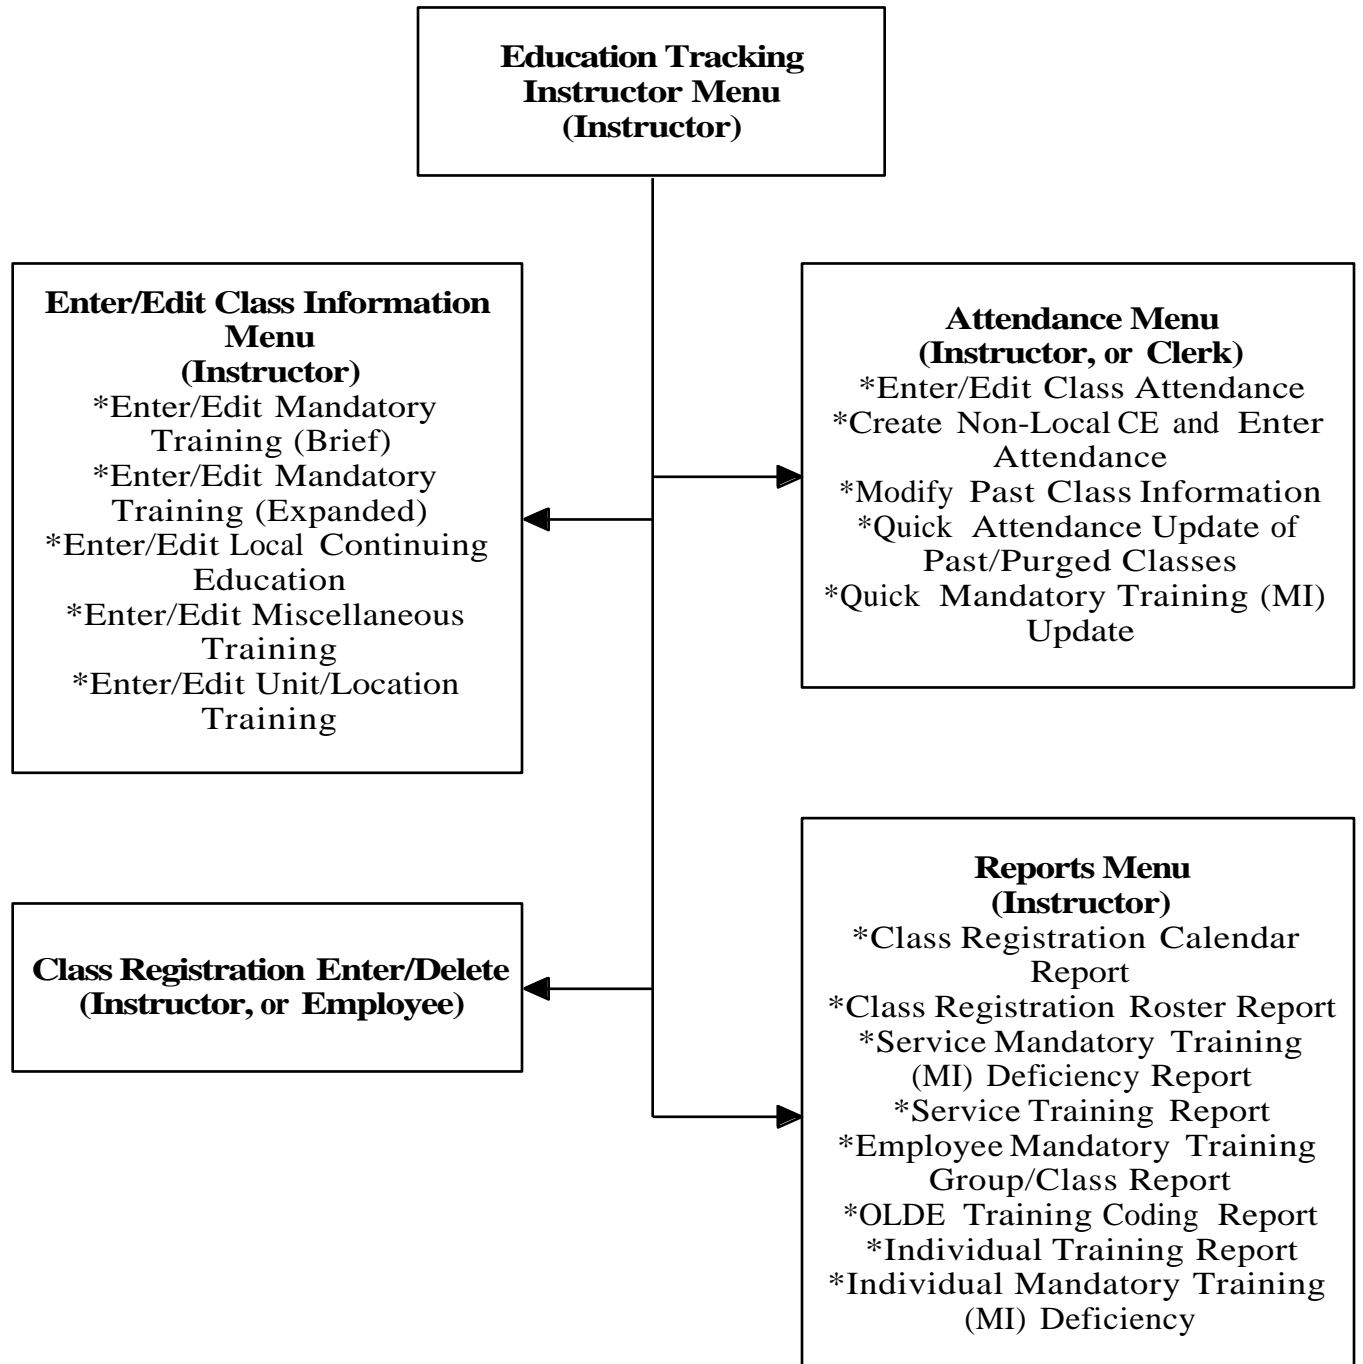 Education Tracking
Instructor Menu
(Instructor)
Enter/Edit Class Information
Menu
(Instructor)
*Enter/Edit Mandatory
Training (Brief)
*Enter/Edit Mandatory
Training (Expanded)
*Enter/Edit Local Continuing
Education
*Enter/Edit Miscellaneous
Training
*Enter/Edit Unit/Location
Training
Attendance Menu
(Instructor, or Clerk)
*Enter/Edit Class Attendance
*Create Non-Local CE and Enter
Attendance
*Modify Past Class Information
*Quick Attendance Update of
Past/Purged Classes
*Quick Mandatory Training (MI)
Update
Class Registration Enter/Delete
(Instructor, or Employee)
Reports Menu
(Instructor)
*Class Registration Calendar
Report
*Class Registration Roster Report
*Service Mandatory Training
(MI) Deficiency Report
*Service Training Report
*Employee Mandatory Training
Group/Class Report
*OLDE Training Coding Report
*Individual Training Report
*Individual Mandatory Training
(MI) Deficiency